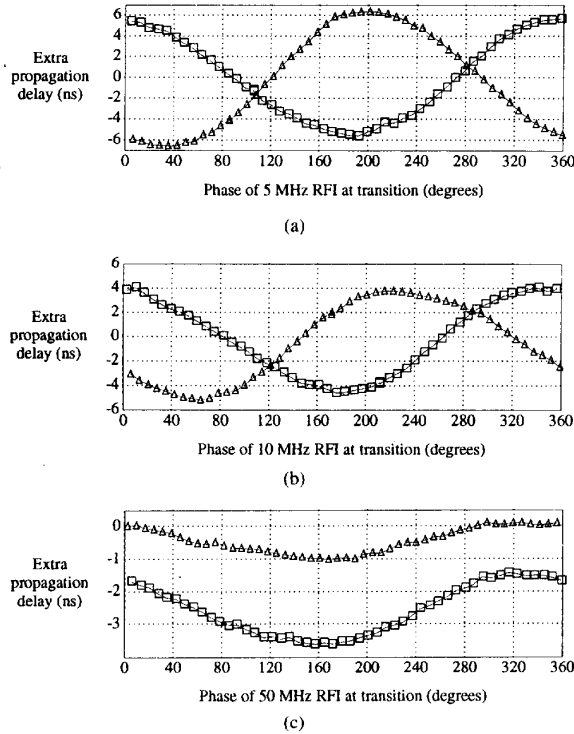 Extra
propagation
delay (ns)
6
4
2
0
-2
-4
-6
0 40 80 120 160 200 240 280 320 360
Phase of 5 MHz RFI at transition (degrees)
(a)
Extra
propagation
delay (ns)
6
4
2
0
-2
-4
-6
0 40 80 120 160 200 240 280 320 360
Phase of 10 MHz RFI at transition (degrees)
(b)
Extra
propagation
delay (ns)
0
-1
-2
-3
0 40 80 120 160 200 240 280 320 360
Phase of 50 MHz RFI at transition (degrees)
(c)